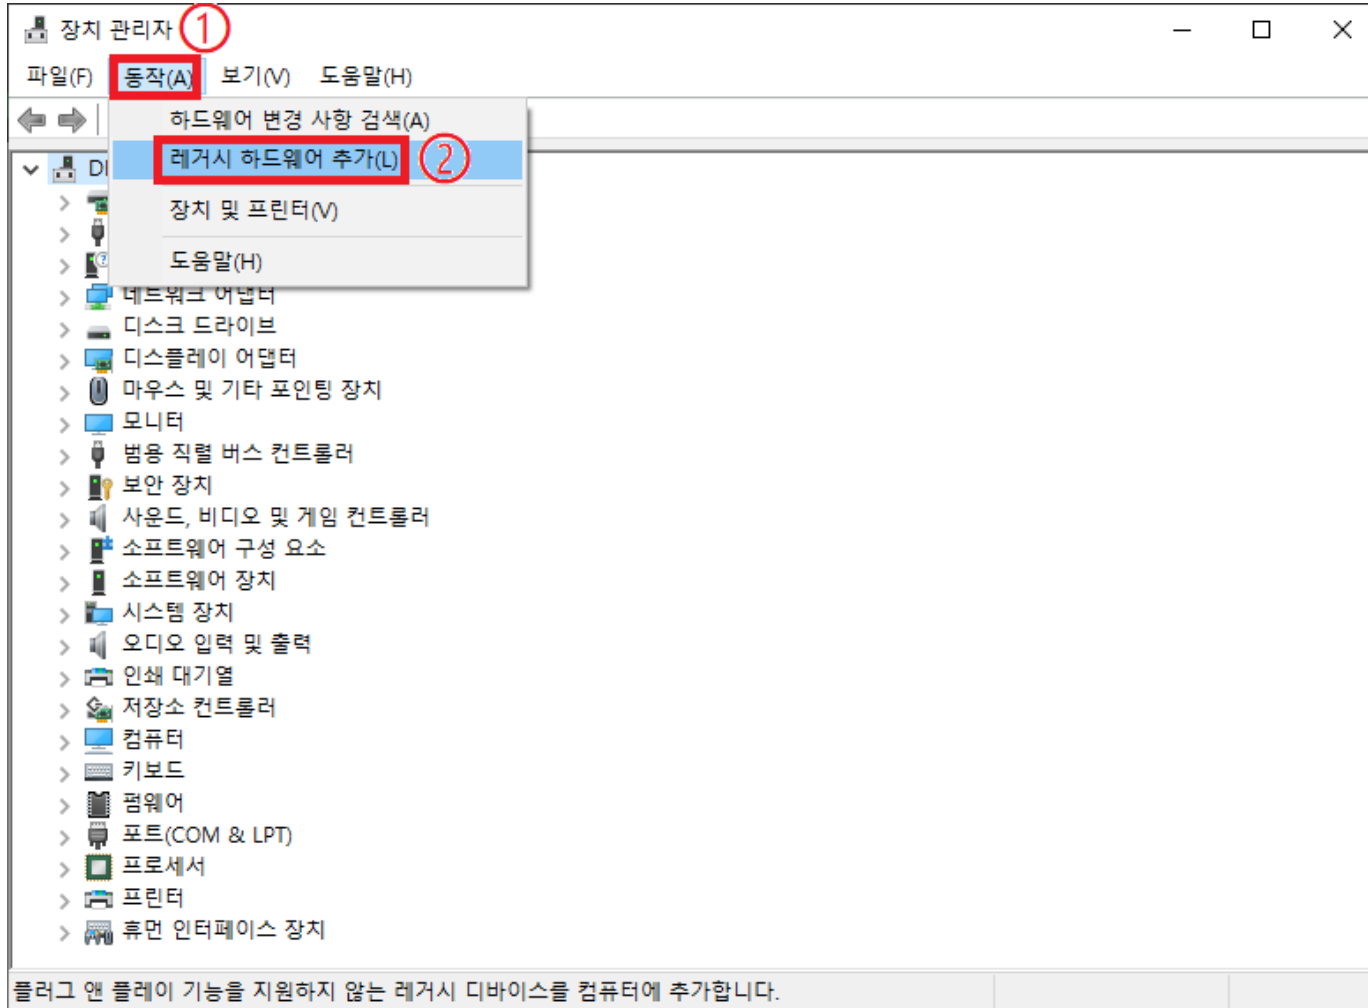 장치 관리자 ①
파일(F) 동작(A) 보기(V) 도움말(H)
하드웨어 변경 사항 검색(A)
레거시 하드웨어 추가(L) ②
장치 및 프린터(V)
도움말(H)
네트워크 어댑터
디스크 드라이브
디스플레이 어댑터
마우스 및 기타 포인팅 장치
모니터
범용 직렬 버스 컨트롤러
보안 장치
사운드, 비디오 및 게임 컨트롤러
소프트웨어 구성 요소
소프트웨어 장치
시스템 장치
오디오 입력 및 출력
인쇄 대기열
저장소 컨트롤러
컴퓨터
키보드
펌웨어
포트(COM & LPT)
프로세서
프린터
휴먼 인터페이스 장치
플러그 앤 플레이 기능을 지원하지 않는 레거시 디바이스를 컴퓨터에 추가합니다.